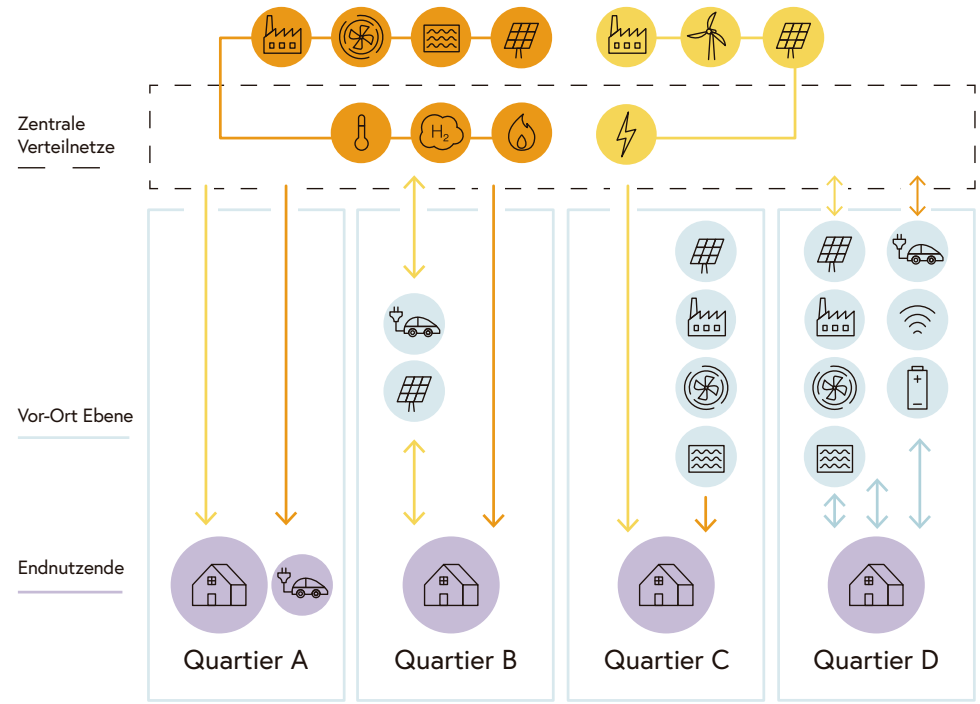 Zentrale
Verteilnetze
H₂
Vor-Ort Ebene
Endnutzende
Quartier A
Quartier B
Quartier C
Quartier D